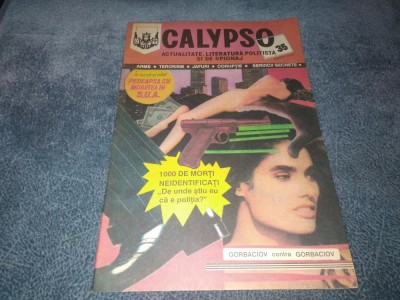 CALYPSO
ACTUALITATE, LITERATURĂ POLIȚISTĂ
ȘI DE SPIONAJ
35
ARME • TERORISM • JAFURI • CORUPȚIE • SERVICII SECRETE
PEDEAPSA CU
MOARTEA ÎN
S.U.A.
1000 DE MORȚI
NEIDENTIFICAȚI
„De unde știu eu
că e poliția?"
GORBACIOV contra GORBACIOV